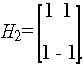 H₂= [1 1
1 - 1].